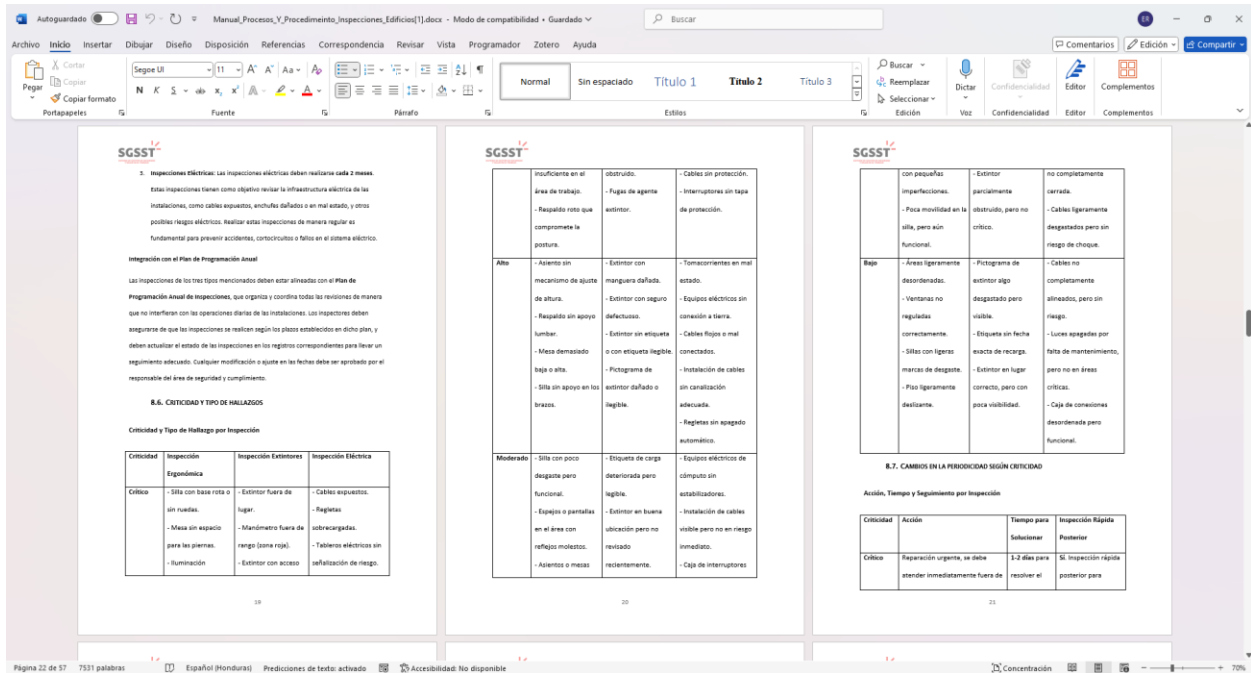 Autoguardado
Manual_Procesos_Y_Procedimeinto_Inspecciones_Edificios[1].docx - Modo de compatibilidad • Guardado
Buscar
ER
Archivo Inicio Insertar Dibujar Diseño Disposición Referencias Correspondencia Revisar Vista Programador Zotero Ayuda
Comentarios Edición Compartir
Pegar
Cortar
Copiar
Copiar formato
Portapapeles
Segoe UI 11
N K S ab x₂ x²
Fuente
Párrafo
Normal Sin espaciado Título 1 Título 2 Título 3
Estilos
Buscar
Reemplazar
Seleccionar
Edición
Dictar
Voz
Confidencialidad
Confidencialidad
Editor
Editor
Complementos
Complementos
SGSST
3. Inspecciones Eléctricas: Las inspecciones eléctricas deben realizarse cada 2 meses.
Estas inspecciones tienen como objetivo revisar la infraestructura eléctrica de las
instalaciones, como cables expuestos, enchufes dañados o en mal estado, y otros
posibles riesgos eléctricos. Realizar estas inspecciones de manera regular es
fundamental para prevenir accidentes, cortocircuitos o fallos en el sistema eléctrico.
Integración con el Plan de Programación Anual
Las inspecciones de los tres tipos mencionados deben estar alineadas con el Plan de
Programación Anual de Inspecciones, que organiza y coordina todas las revisiones de manera
que no interfieran con las operaciones diarias de las instalaciones. Los inspectores deben
asegurarse de que las inspecciones se realicen según los plazos establecidos en dicho plan, y
deben actualizar el estado de las inspecciones en los registros correspondientes para llevar un
seguimiento adecuado. Cualquier modificación o ajuste en las fechas debe ser aprobado por el
responsable del área de seguridad y cumplimiento.
8.6. CRITICIDAD Y TIPO DE HALLAZGOS
Criticidad y Tipo de Hallazgo por Inspección
Criticidad Inspección Inspección Extintores Inspección Eléctrica
Ergonómica
Crítico - Silla con base rota o - Extintor fuera de - Cables expuestos.
sin ruedas. lugar. - Regletas
- Mesa sin espacio - Manómetro fuera de sobrecargadas.
para las piernas. rango (zona roja). - Tableros eléctricos sin
- Iluminación - Extintor con acceso señalización de riesgo.
19
SGSST
insuficiente en el obstruido. - Cables sin protección.
área de trabajo. - Fugas de agente - Interruptores sin tapa
- Respaldo roto que extintor. de protección.
compromete la
postura.
Alto - Asiento sin - Extintor con - Tomacorrientes en mal
mecanismo de ajuste manguera dañada. estado.
de altura. - Extintor con seguro - Equipos eléctricos sin
- Respaldo sin apoyo defectuoso. conexión a tierra.
lumbar. - Extintor sin etiqueta - Cables flojos o mal
- Mesa demasiado o con etiqueta ilegible. conectados.
baja o alta. - Pictograma de - Instalación de cables
- Silla sin apoyo en los extintor dañado o sin canalización
brazos. ilegible. adecuada.
- Regletas sin apagado
automático.
Moderado - Silla con poco - Etiqueta de carga - Equipos eléctricos de
desgaste pero deteriorada pero cómputo sin
funcional. legible. estabilizadores.
- Espejos o pantallas - Extintor en buena - Instalación de cables
en el área con ubicación pero no visible pero no en riesgo
reflejos molestos. revisado inmediato.
- Asientos o mesas recientemente. - Caja de interruptores
20
SGSST
con pequeñas - Extintor no completamente
imperfecciones. parcialmente cerrada.
- Poca movilidad en la obstruido, pero no - Cables ligeramente
silla, pero aún crítico. desgastados pero sin
funcional. riesgo de choque.
Bajo - Áreas ligeramente - Pictograma de - Cables no
desordenadas. extintor algo completamente
- Ventanas no desgastado pero alineados, pero sin
reguladas visible. riesgo.
correctamente. - Etiqueta sin fecha - Luces apagadas por
- Sillas con ligeras exacta de recarga. falta de mantenimiento,
marcas de desgaste. - Extintor en lugar pero no en áreas
- Piso ligeramente correcto, pero con críticas.
deslizante. poca visibilidad. - Caja de conexiones
desordenada pero
funcional.
8.7. CAMBIOS EN LA PERIODICIDAD SEGÚN CRITICIDAD
Acción, Tiempo y Seguimiento por Inspección
Criticidad Acción Tiempo para Inspección Rápida
Solucionar Posterior
Crítico Reparación urgente, se debe 1-2 días para Sí. Inspección rápida
atender inmediatamente fuera de resolver el posterior para
21
Página 22 de 57 7531 palabras Español (Honduras) Predicciones de texto: activado Accesibilidad: No disponible Concentración 70%